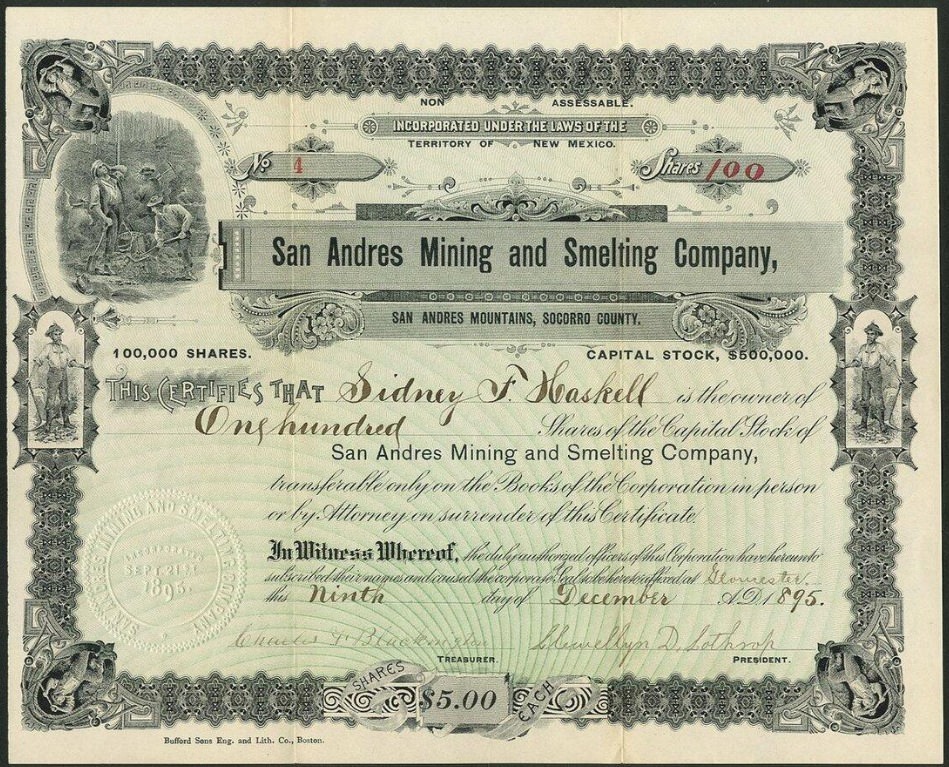 NON ASSESSABLE.
INCORPORATED UNDER THE LAWS OF THE
TERRITORY OF NEW MEXICO.
No 4
Shares 100
San Andres Mining and Smelting Company,
SAN ANDRES MOUNTAINS, SOCORRO COUNTY.
100,000 SHARES.
CAPITAL STOCK, $500,000.
THIS CERTIFIES THAT Sidney F. Haskell is the owner of
One hundred Shares of the Capital Stock of
San Andres Mining and Smelting Company,
transferable only on the Books of the Corporation in person
or by Attorney on surrender of this Certificate.
In Witness Whereof, the duly authorized officers of this Corporation have hereunto
subscribed their names and caused the corporate Seal to be hereto affixed at Gloucester.
this Ninth day of December A.D. 1895.
SAN ANDRES MINING AND SMELTING COMPANY
INCORPORATED
SEPT. 21ST
1895.
Charles F. Llewellyn D. Lothrop
TREASURER. PRESIDENT.
SHARES $5.00 EACH
Bufford Sons Eng. and Lith. Co., Boston.